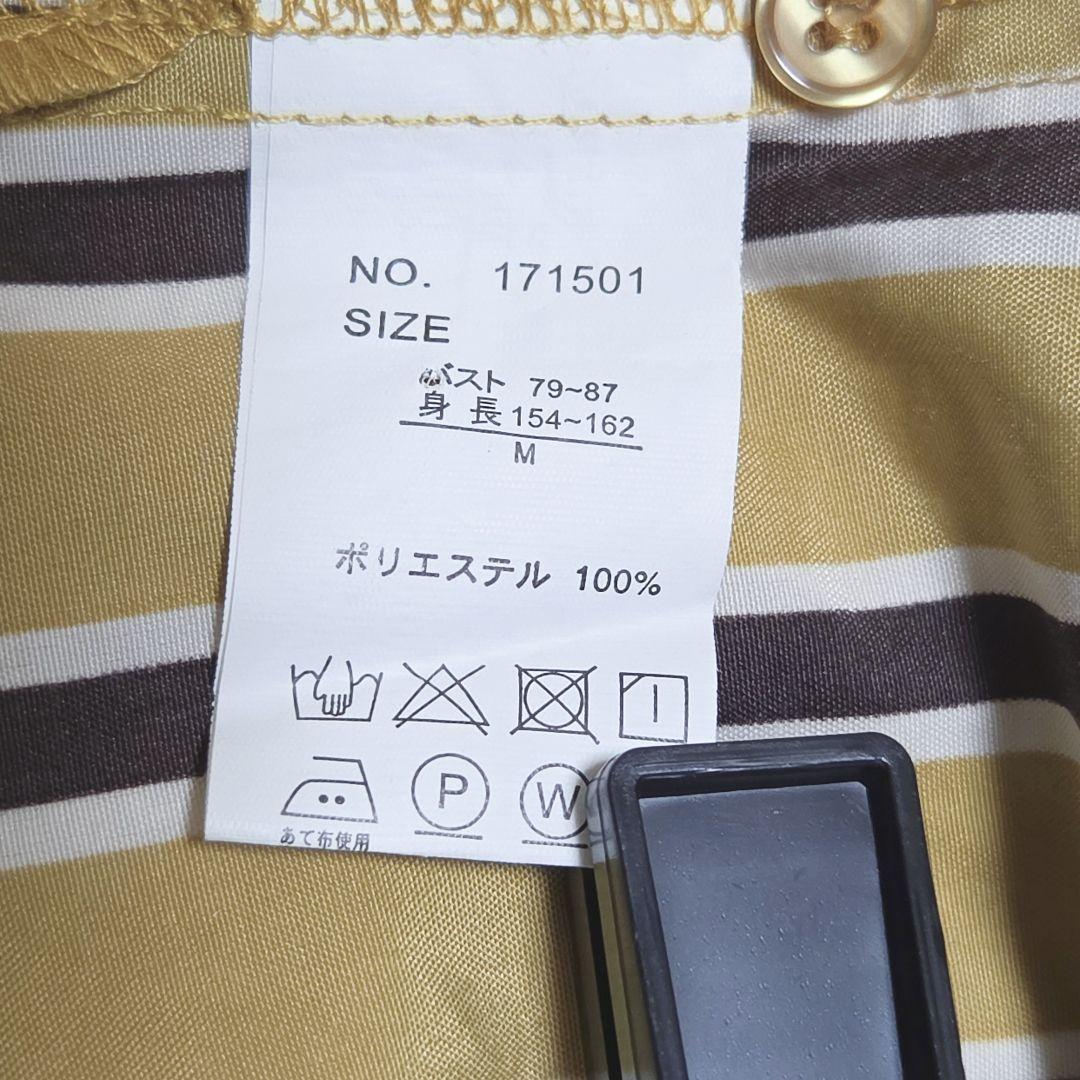 NO. 171501
SIZE
バスト 79~87
身 長 154~162
M
ポリエステル 100%
P W
あて布使用